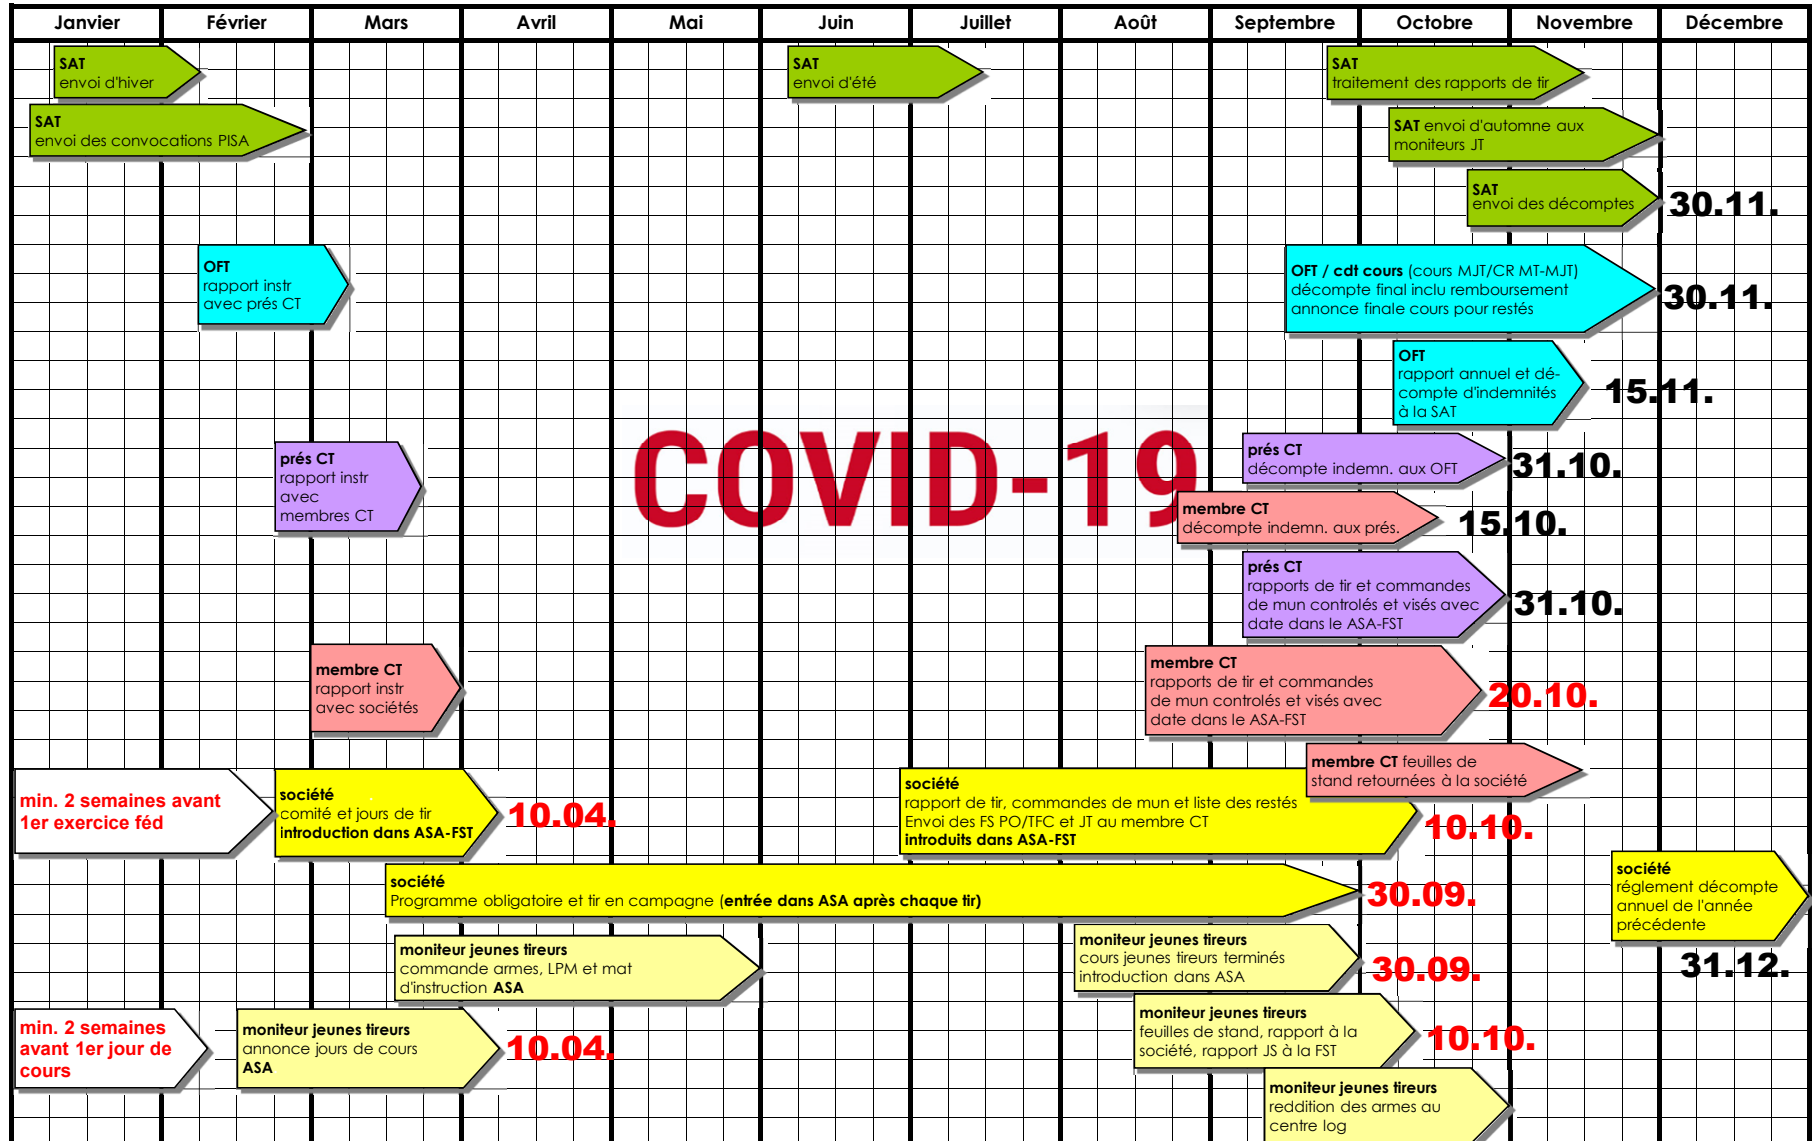 Janvier Février Mars Avril Mai Juin Juillet Août Septembre Octobre Novembre Décembre
SAT
envoi d'hiver
SAT
envoi d'été
SAT
traitement des rapports de tir
SAT
envoi des convocations PISA
SAT envoi d'automne aux
moniteurs JT
SAT
envoi des décomptes
30.11.
OFT
rapport instr
avec prés CT
OFT / cdt cours (cours MJT/CR MT-MJT)
décompte final inclu remboursement
annonce finale cours pour restés
30.11.
OFT
rapport annuel et dé-
compte d'indemnités
à la SAT
15.11.
COVID-19
prés CT
rapport instr
avec
membres CT
prés CT
décompte indemn. aux OFT
31.10.
membre CT
décompte indemn. aux prés.
15.10.
prés CT
rapports de tir et commandes
de mun controlés et visés avec
date dans le ASA-FST
31.10.
membre CT
rapport instr
avec sociétés
membre CT
rapports de tir et commandes
de mun controlés et visés avec
date dans le ASA-FST
20.10.
membre CT feuilles de
stand retournées à la société
min. 2 semaines avant
1er exercice féd
société
comité et jours de tir
introduction dans ASA-FST
10.04.
société
rapport de tir, commandes de mun et liste des restés
Envoi des FS PO/TFC et JT au membre CT
introduits dans ASA-FST
10.10.
société
Programme obligatoire et tir en campagne (entrée dans ASA après chaque tir)
30.09.
société
réglement décompte
annuel de l'année
précédente
31.12.
moniteur jeunes tireurs
commande armes, LPM et mat
d'instruction ASA
moniteur jeunes tireurs
cours jeunes tireurs terminés
introduction dans ASA
30.09.
min. 2 semaines
avant 1er jour de
cours
moniteur jeunes tireurs
annonce jours de cours
ASA
10.04.
moniteur jeunes tireurs
feuilles de stand, rapport à la
société, rapport JS à la FST
10.10.
moniteur jeunes tireurs
reddition des armes au
centre log